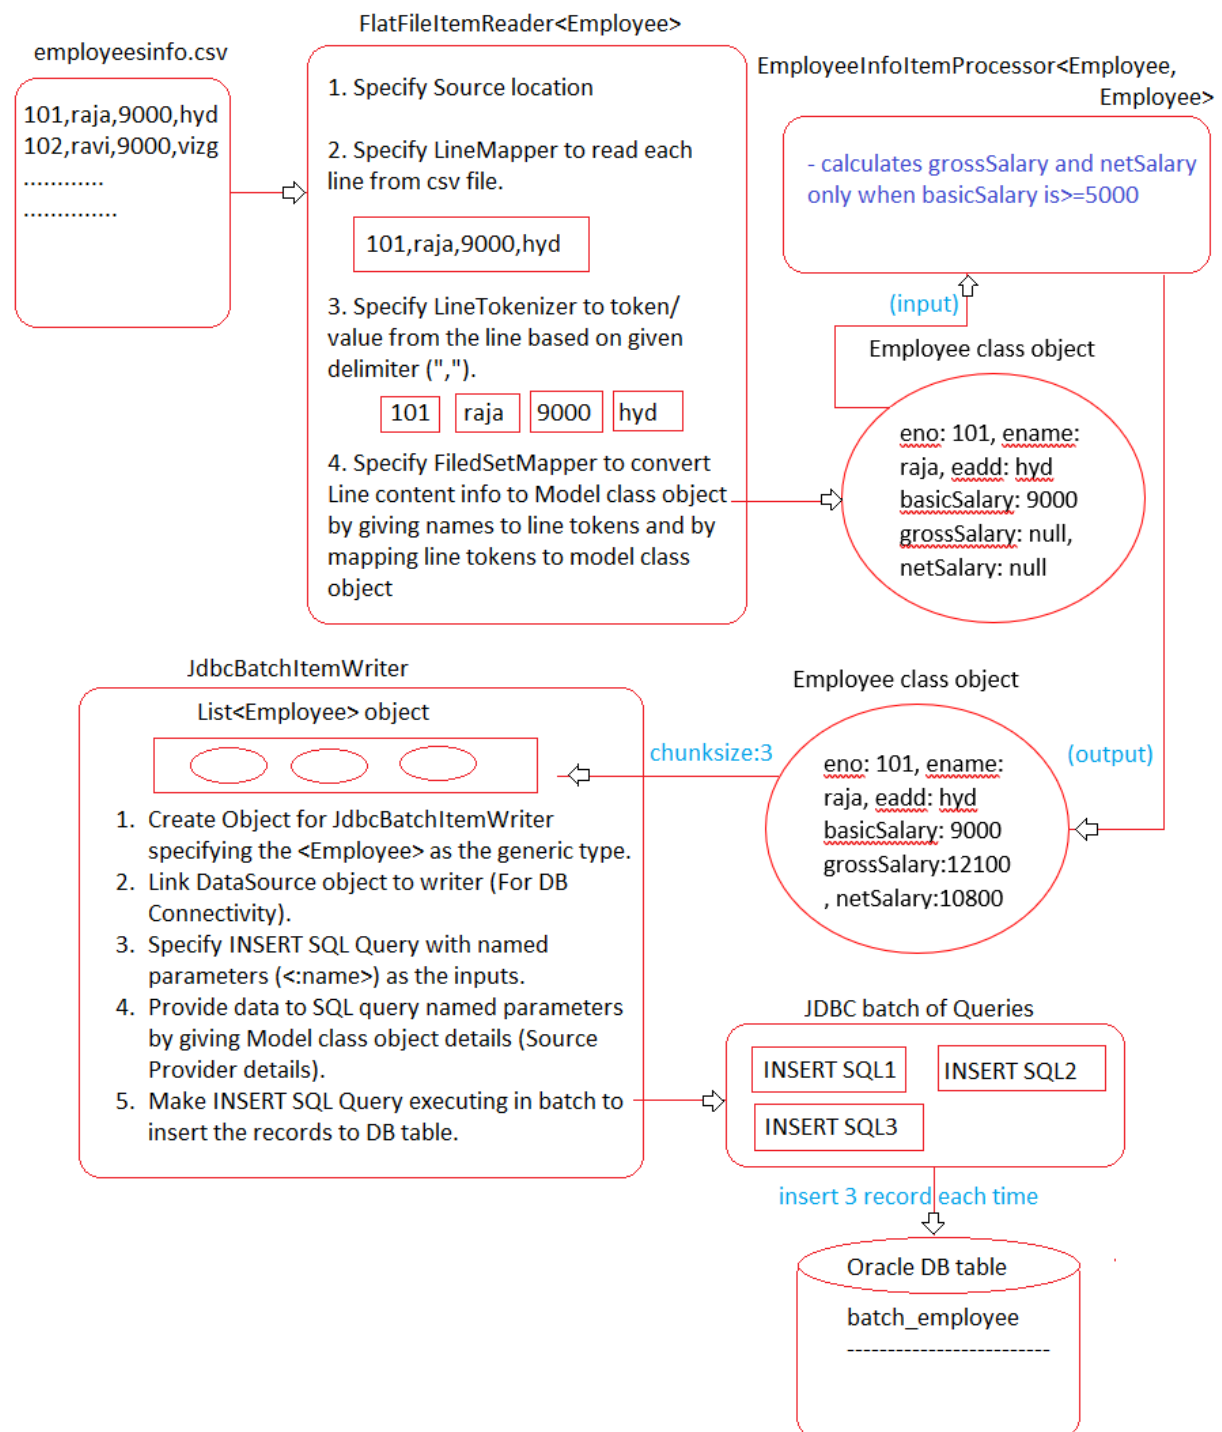 FlatFileItemReader<Employee>
employeesinfo.csv
101,raja,9000,hyd
102,ravi,9000,vizg
............
..............
1. Specify Source location
2. Specify LineMapper to read each
line from csv file.
101,raja,9000,hyd
3. Specify LineTokenizer to token/
value from the line based on given
delimiter (",").
101
raja
9000
hyd
4. Specify FiledSetMapper to convert
Line content info to Model class object
by giving names to line tokens and by
mapping line tokens to model class
object
EmployeeInfoItemProcessor<Employee,
Employee>
- calculates grossSalary and netSalary
only when basicSalary is>=5000
(input)
Employee class object
eno: 101, ename:
raja, eadd: hyd
basicSalary: 9000
grossSalary: null,
netSalary: null
(output)
Employee class object
eno: 101, ename:
raja, eadd: hyd
basicSalary: 9000
grossSalary:12100
, netSalary:10800
chunksize:3
JdbcBatchItemWriter
List<Employee> object
1. Create Object for JdbcBatchItemWriter
specifying the <Employee> as the generic type.
2. Link DataSource object to writer (For DB
Connectivity).
3. Specify INSERT SQL Query with named
parameters (<:name>) as the inputs.
4. Provide data to SQL query named parameters
by giving Model class object details (Source
Provider details).
5. Make INSERT SQL Query executing in batch to
insert the records to DB table.
JDBC batch of Queries
INSERT SQL1
INSERT SQL2
INSERT SQL3
insert 3 record each time
Oracle DB table
batch_employee
-------------------------